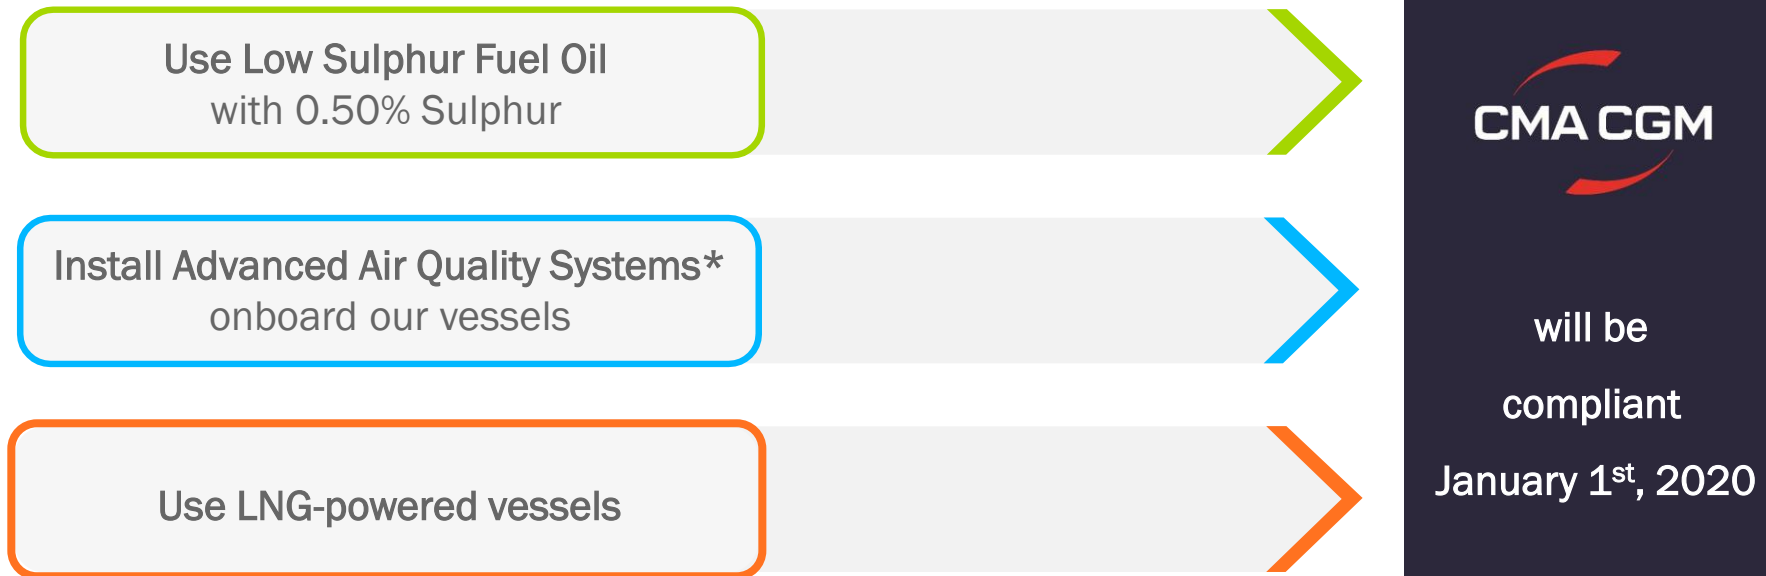 Use Low Sulphur Fuel Oil
with 0.50% Sulphur
Install Advanced Air Quality Systems*
onboard our vessels
Use LNG-powered vessels
CMA CGM
will be
compliant
January 1st, 2020